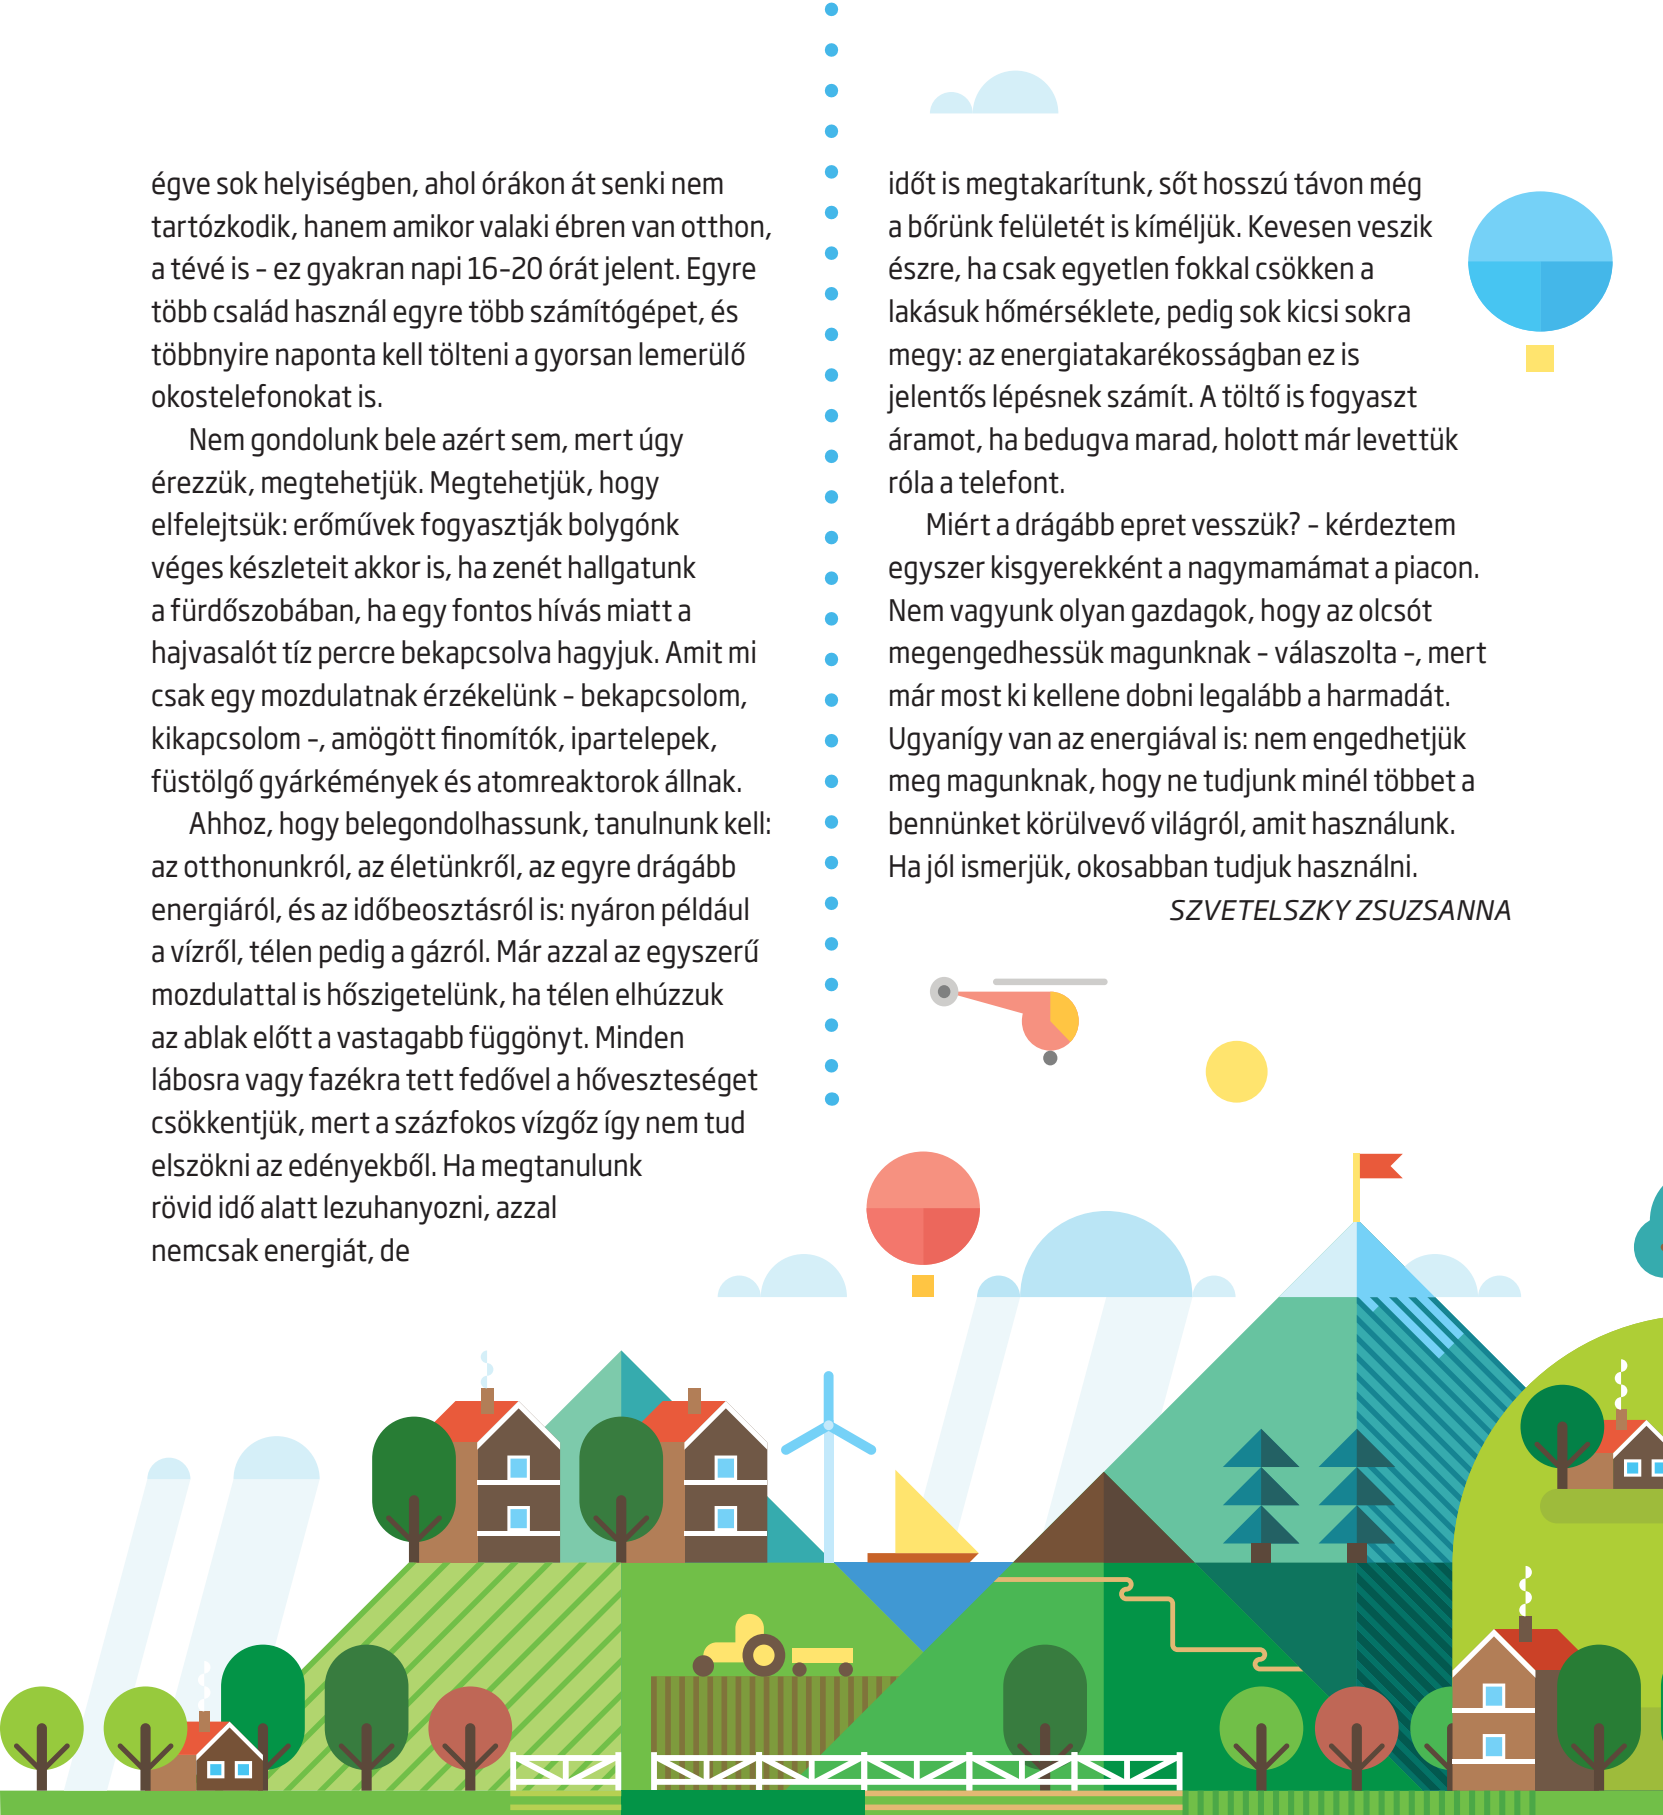 égve sok helyiségben, ahol órákon át senki nem
tartózkodik, hanem amikor valaki ébren van otthon,
a tévé is – ez gyakran napi 16–20 órát jelent. Egyre
több család használ egyre több számítógépet, és
többnyire naponta kell tölteni a gyorsan lemerülő
okostelefonokat is.
Nem gondolunk bele azért sem, mert úgy
érezzük, megtehetjük. Megtehetjük, hogy
elfelejtsük: erőművek fogyasztják bolygónk
véges készleteit akkor is, ha zenét hallgatunk
a fürdőszobában, ha egy fontos hívás miatt a
hajvasalót tíz percre bekapcsolva hagyjuk. Amit mi
csak egy mozdulatnak érzékelünk – bekapcsolom,
kikapcsolom –, amögött finomítók, ipartelepek,
füstölgő gyárkémények és atomreaktorok állnak.
Ahhoz, hogy belegondolhassunk, tanulnunk kell:
az otthonunkról, az életünkről, az egyre drágább
energiáról, és az időbeosztásról is: nyáron például
a vízről, télen pedig a gázról. Már azzal az egyszerű
mozdulattal is hőszigetelünk, ha télen elhúzzuk
az ablak előtt a vastagabb függönyt. Minden
lábosra vagy fazékra tett fedővel a hőveszteséget
csökkentjük, mert a százfokos vízgőz így nem tud
elszökni az edényekből. Ha megtanulunk
rövid idő alatt lezuhanyozni, azzal
nemcsak energiát, de
időt is megtakarítunk, sőt hosszú távon még
a bőrünk felületét is kíméljük. Kevesen veszik
észre, ha csak egyetlen fokkal csökken a
lakásuk hőmérséklete, pedig sok kicsi sokra
megy: az energiatakarékosságban ez is
jelentős lépésnek számít. A töltő is fogyaszt
áramot, ha bedugva marad, holott már levettük
róla a telefont.
Miért a drágább epret vesszük? – kérdeztem
egyszer kisgyerekként a nagymamámat a piacon.
Nem vagyunk olyan gazdagok, hogy az olcsót
megengedhessük magunknak – válaszolta –, mert
már most ki kellene dobni legalább a harmadát.
Ugyanígy van az energiával is: nem engedhetjük
meg magunknak, hogy ne tudjunk minél többet a
bennünket körülvevő világról, amit használunk.
Ha jól ismerjük, okosabban tudjuk használni.
SZVETELSZKY ZSUZSANNA